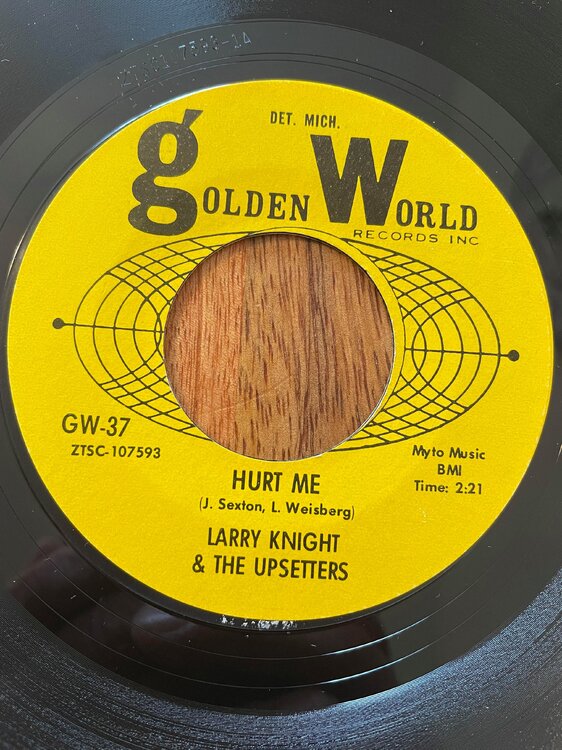 DET. MICH.
gOLDEN WORLD
RECORDS INC
GW-37
ZTSC-107593
Myto Music
BMI
Time: 2:21
HURT ME
(J. Sexton, L. Weisberg)
LARRY KNIGHT
& THE UPSETTERS